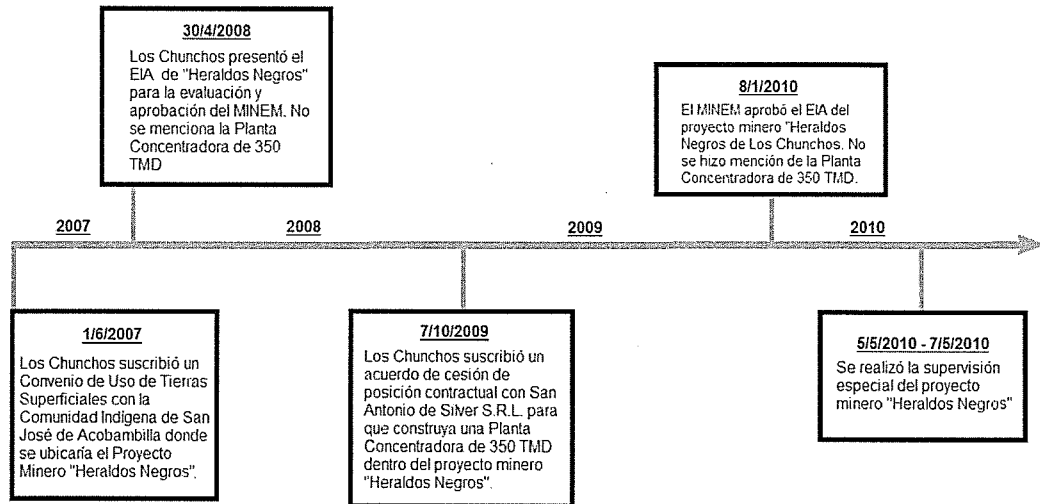 30/4/2008
Los Chunchos presentó el
EIA de "Heraldos Negros"
para la evaluación y
aprobación del MINEM. No
se menciona la Planta
Concentradora de 350
TMD
8/1/2010
El MINEM aprobó el EIA del
proyecto minero "Heraldos
Negros de Los Chunchos. No
se hizo mención de la Planta
Concentradora de 350 TMD.
2007
2008
2009
2010
1/6/2007
Los Chunchos suscribió un
Convenio de Uso de Tierras
Superficiales con la
Comunidad Indígena de San
José de Acobambilla donde
se ubicaría el Proyecto
Minero "Heraldos Negros".
7/10/2009
Los Chunchos suscribió un
acuerdo de cesión de
posición contractual con San
Antonio de Silver S.R.L. para
que construya una Planta
Concentradora de 350 TMD
dentro del proyecto minero
"Heraldos Negros".
5/5/2010 - 7/5/2010
Se realizó la supervisión
especial del proyecto
minero "Heraldos Negros"